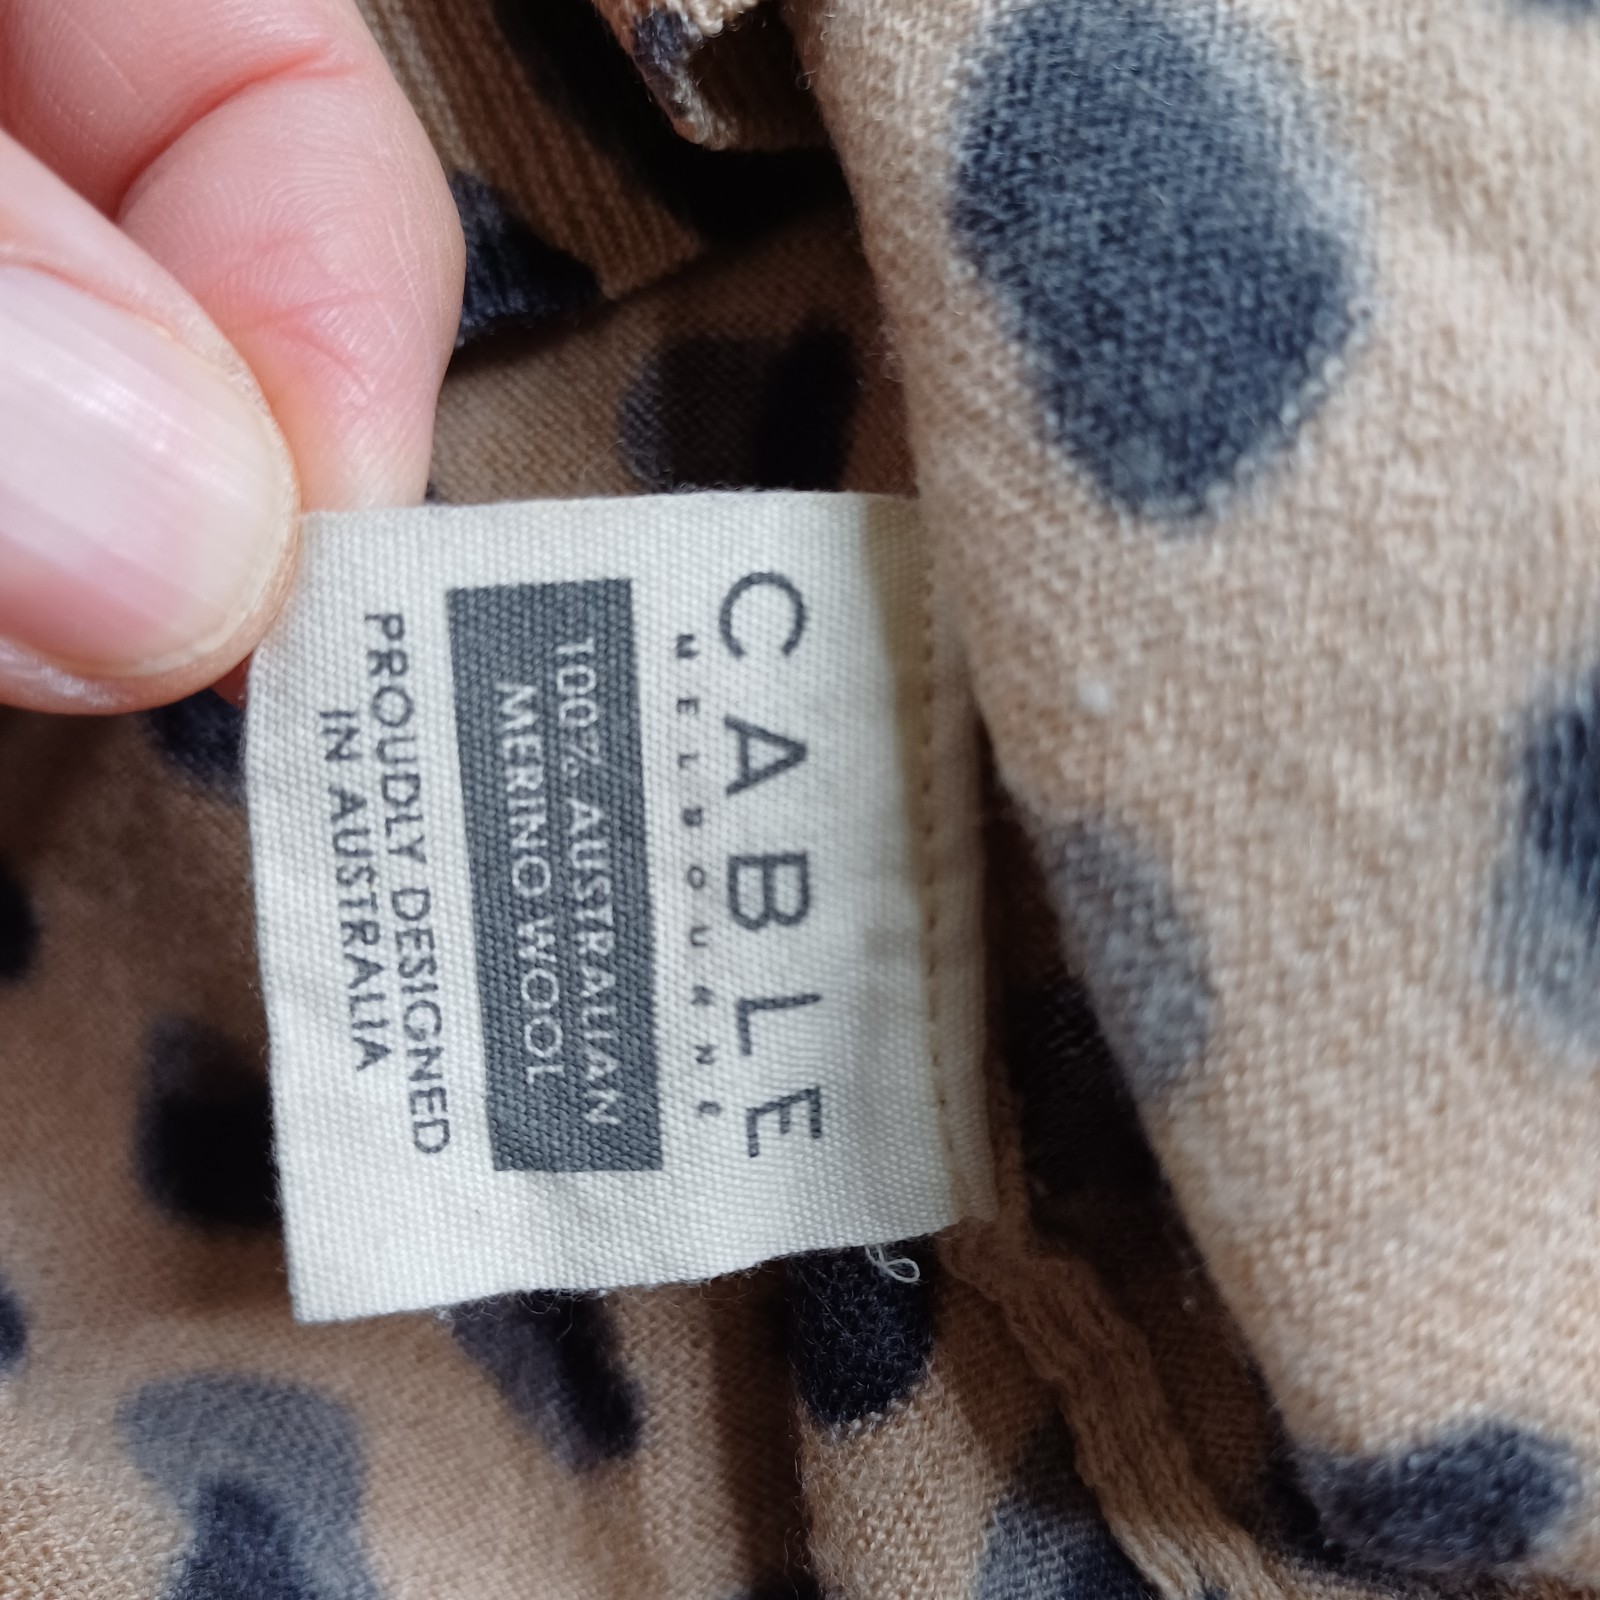 CABLE
MELBOURNE
100% AUSTRALIAN
MERINO WOOL
PROUDLY DESIGNED
IN AUSTRALIA